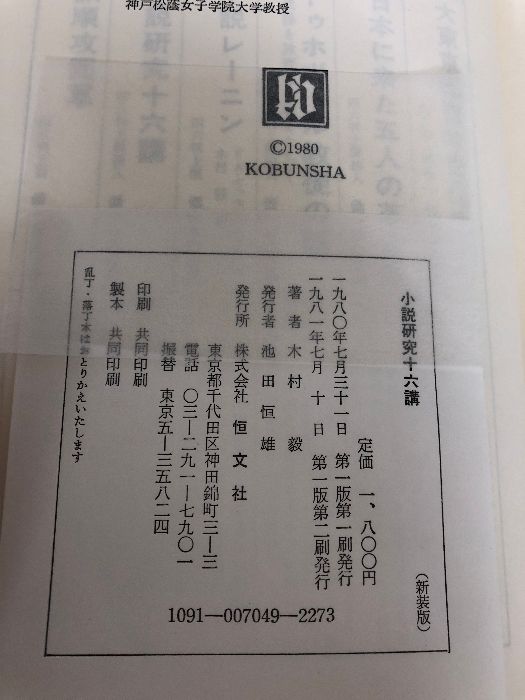 神戸松蔭女子学院大学教授
©1980
KOBUNSHA
小説研究十六講
(新装版)
定価 一、八〇〇円
一九八〇年七月三十一日 第一版第一刷発行
一九八一年七月 十 日 第一版第二刷発行
著 者 木 村 毅
発行者 池 田 恒 雄
発行所 株式会社 恒 文 社
東京都千代田区神田錦町三—三
電話 〇三—二九一—七九〇一
振替 東京五—三五八二四
印刷 共同印刷
製本 共同印刷
乱丁・落丁本はおとりかえいたします
1091—007049—2273